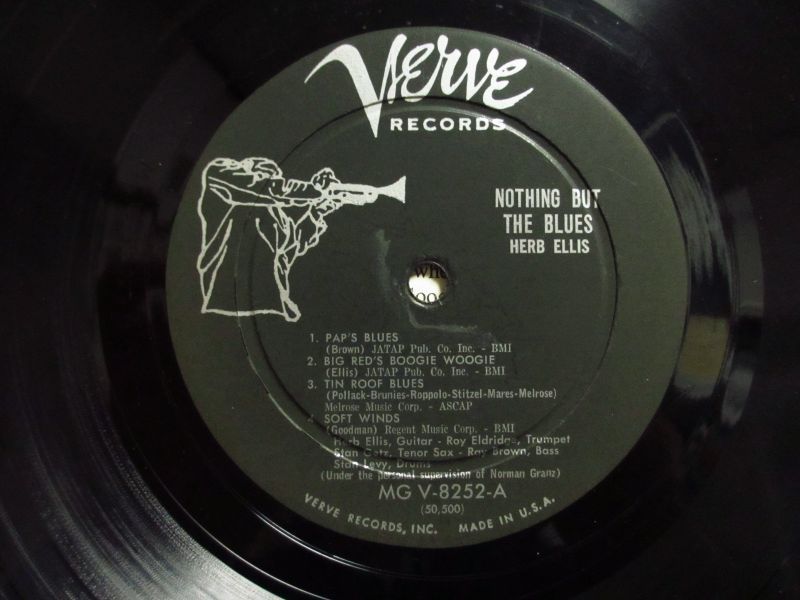 Verve
RECORDS
NOTHING BUT
THE BLUES
HERB ELLIS
who
1. PAP'S BLUES
(Brown) JATAP Pub. Co. Inc. - BMI
2. BIG RED'S BOOGIE WOOGIE
(Ellis) JATAP Pub. Co. Inc. - BMI
3. TIN ROOF BLUES
(Pollack-Brunies-Roppolo-Stitzel-Mares-Melrose)
Melrose Music Corp. - ASCAP
4. SOFT WINDS
(Goodman) Regent Music Corp. - BMI
Herb Ellis, Guitar - Roy Eldridge, Trumpet
Stan Getz, Tenor Sax - Ray Brown, Bass
Stan Levy, Drums
(Under the personal supervision of Norman Granz)
MG V-8252-A
(50,500)
VERVE RECORDS, INC. MADE IN U.S.A.